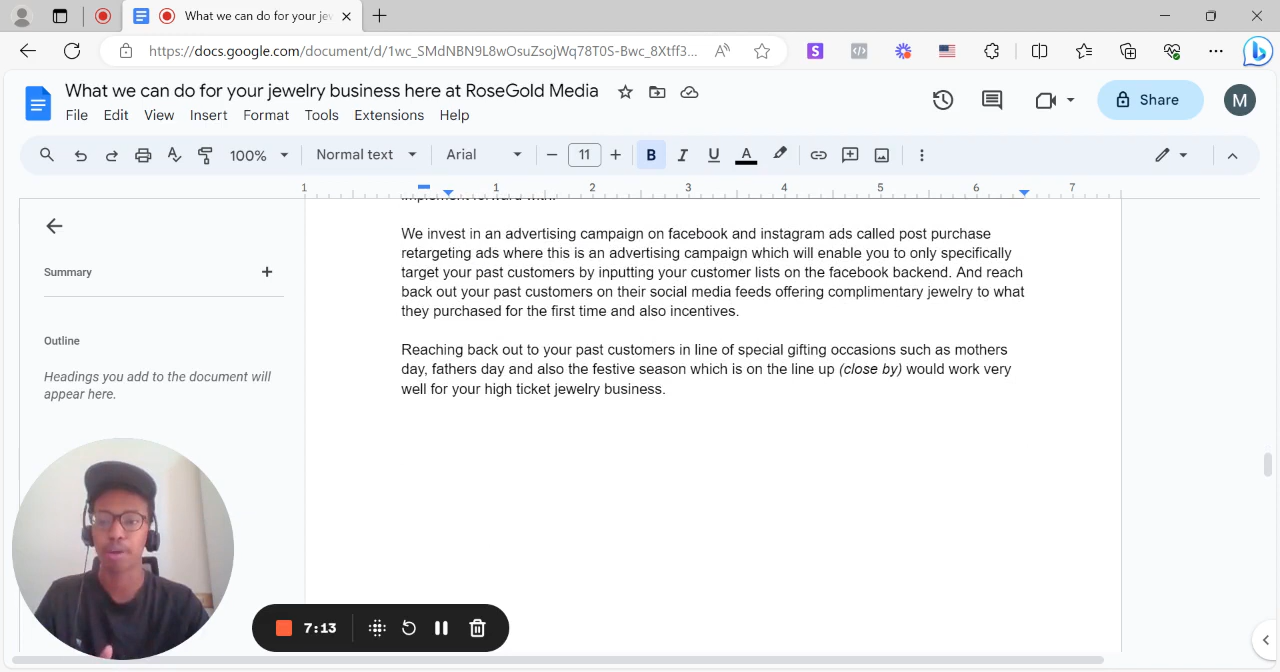 What we can do for your jew
https://docs.google.com/document/d/1wc_SMdNBN9L8wOsuZsojWq78T0S-Bwc_8Xtff3...
What we can do for your jewelry business here at RoseGold Media
File Edit View Insert Format Tools Extensions Help
Share
M
100% Normal text Arial 11 B I U A
1 1 2 3 4 5 6 7
implement forward with.
We invest in an advertising campaign on facebook and instagram ads called post purchase
retargeting ads where this is an advertising campaign which will enable you to only specifically
target your past customers by inputting your customer lists on the facebook backend. And reach
back out your past customers on their social media feeds offering complimentary jewelry to what
they purchased for the first time and also incentives.
Reaching back out to your past customers in line of special gifting occasions such as mothers
day, fathers day and also the festive season which is on the line up (close by) would work very
well for your high ticket jewelry business.
Summary
Outline
Headings you add to the document will
appear here.
7:13